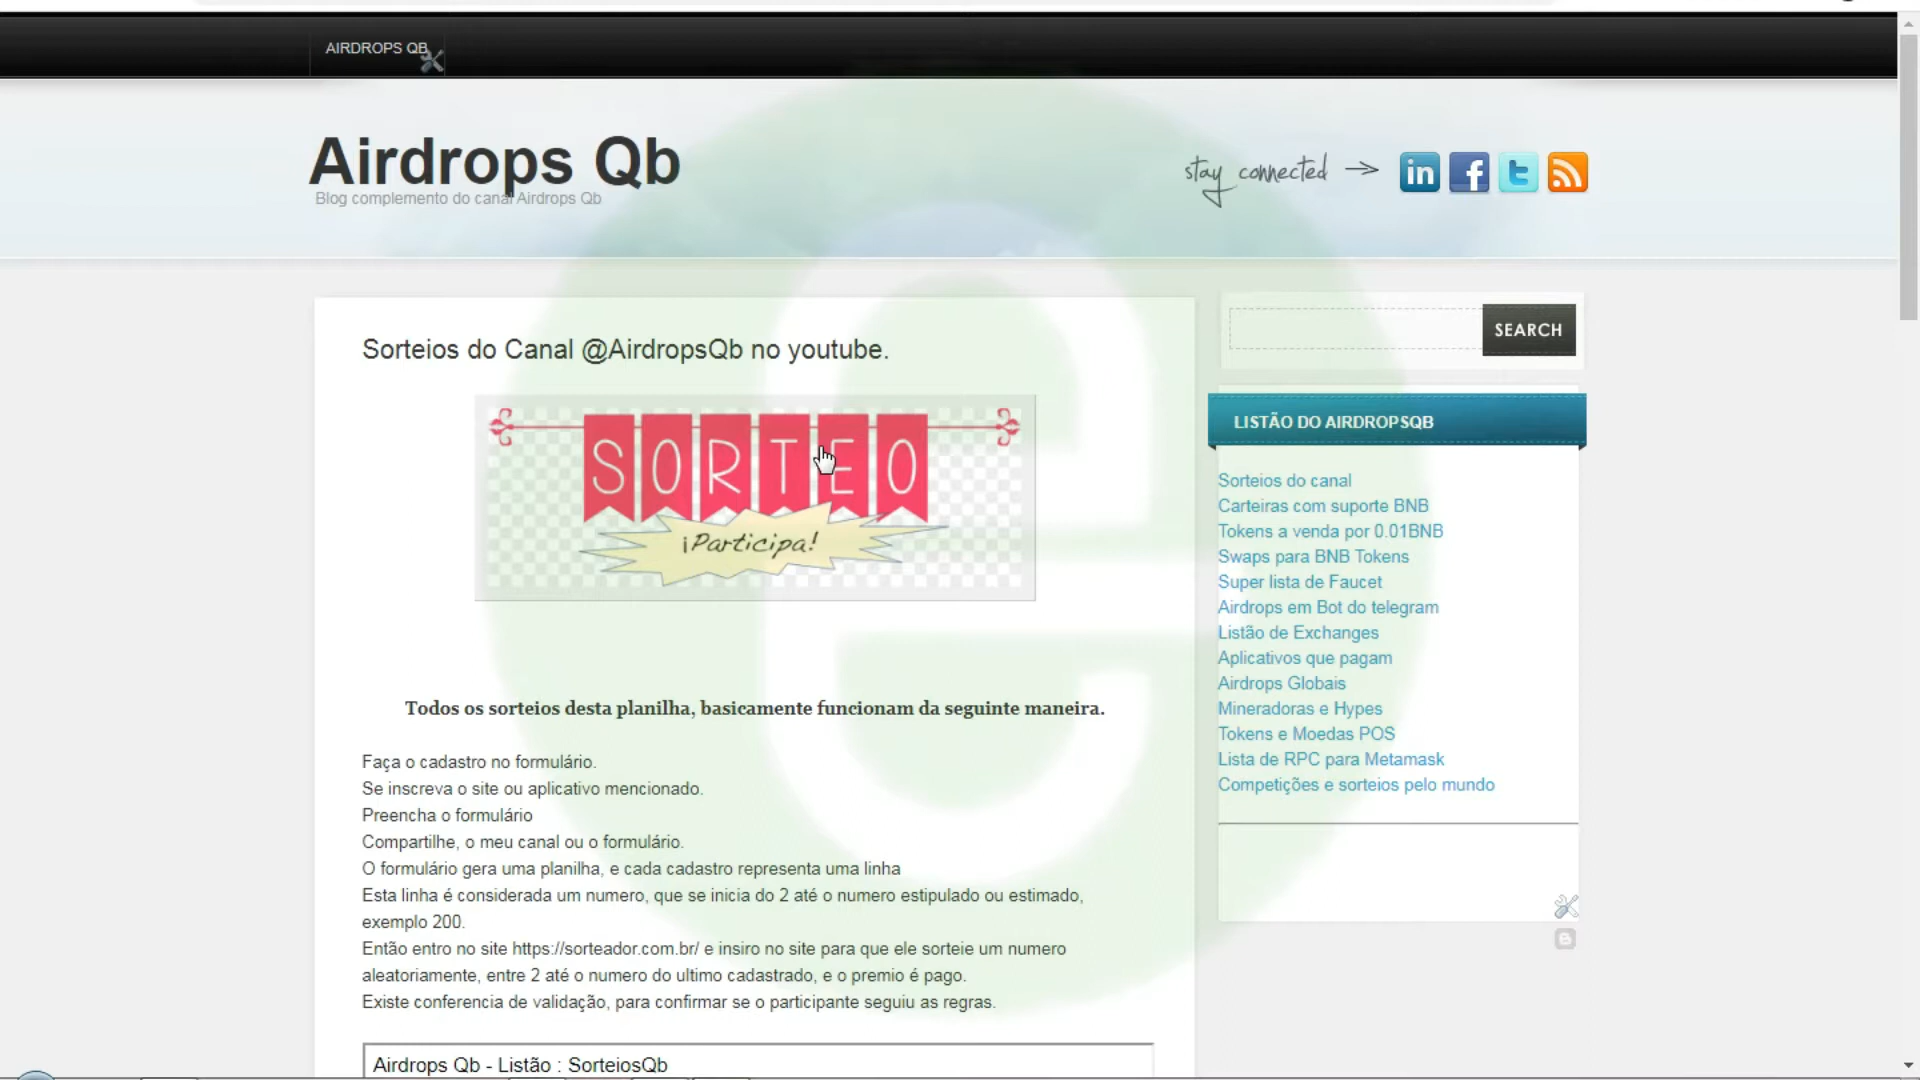 AIRDROPS QB
Airdrops Qb
Blog complemento do canal Airdrops Qb
stay connected
in
f
t
Sorteios do Canal @AirdropsQb no youtube.
SORTEO
¡Participa!
Todos os sorteios desta planilha, basicamente funcionam da seguinte maneira.
Faça o cadastro no formulário.
Se inscreva o site ou aplicativo mencionado.
Preencha o formulário
Compartilhe, o meu canal ou o formulário.
O formulário gera uma planilha, e cada cadastro representa uma linha
Esta linha é considerada um numero, que se inicia do 2 até o numero estipulado ou estimado,
exemplo 200.
Então entro no site https://sorteador.com.br/ e insiro no site para que ele sorteie um numero
aleatoriamente, entre 2 até o numero do ultimo cadastrado, e o premio é pago.
Existe conferencia de validação, para confirmar se o participante seguiu as regras.
Airdrops Qb - Listão : SorteiosQb
SEARCH
LISTÃO DO AIRDROPSQB
Sorteios do canal
Carteiras com suporte BNB
Tokens a venda por 0.01BNB
Swaps para BNB Tokens
Super lista de Faucet
Airdrops em Bot do telegram
Listão de Exchanges
Aplicativos que pagam
Airdrops Globais
Mineradoras e Hypes
Tokens e Moedas POS
Lista de RPC para Metamask
Competições e sorteios pelo mundo
e